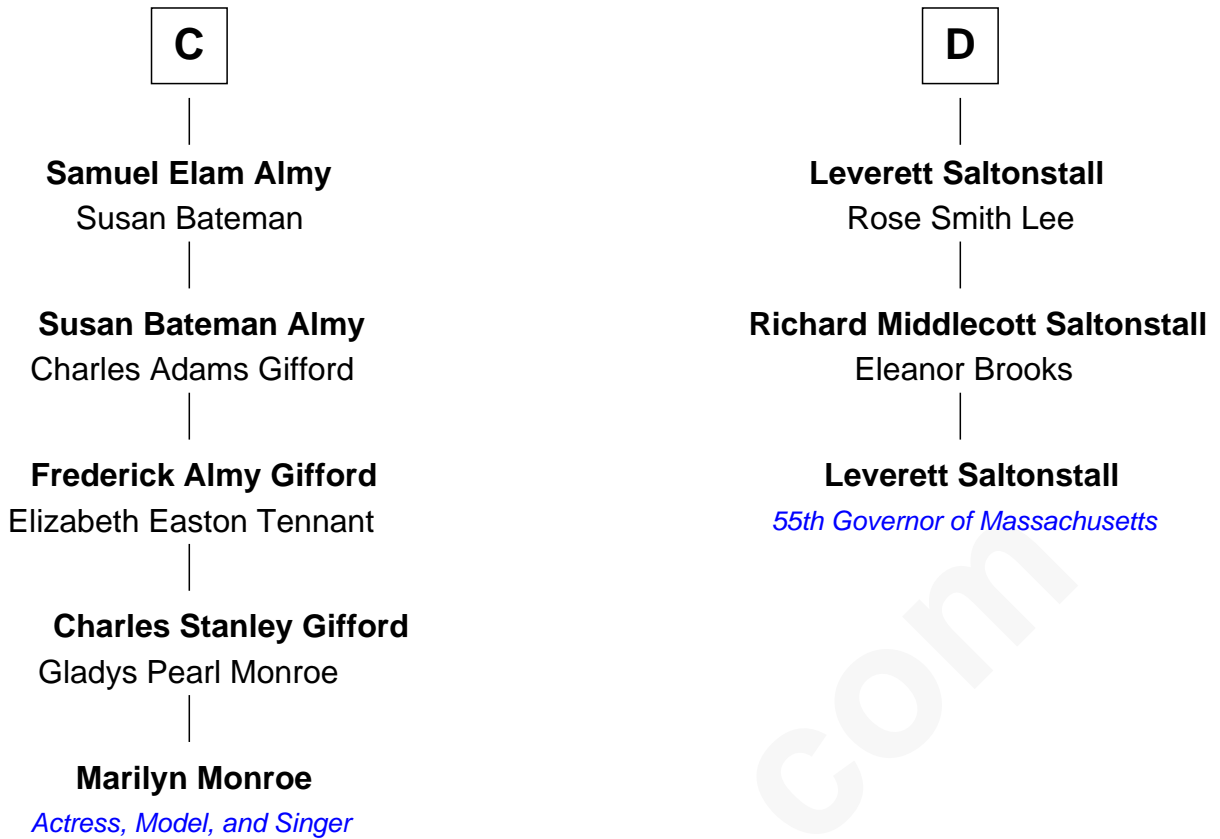 C
Samuel Elam Almy
Susan Bateman
Susan Bateman Almy
Charles Adams Gifford
Frederick Almy Gifford
Elizabeth Easton Tennant
Charles Stanley Gifford
Gladys Pearl Monroe
Marilyn Monroe
Actress, Model, and Singer
D
Leverett Saltonstall
Rose Smith Lee
Richard Middlecott Saltonstall
Eleanor Brooks
Leverett Saltonstall
55th Governor of Massachusetts
com